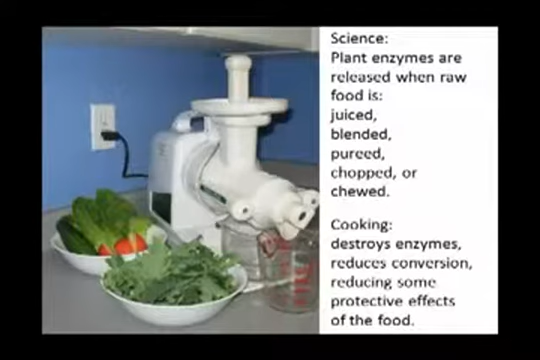 Science:
Plant enzymes are
released when raw
food is:
juiced,
blended,
pureed,
chopped, or
chewed.
Cooking:
destroys enzymes,
reduces conversion,
reducing some
protective effects
of the food.